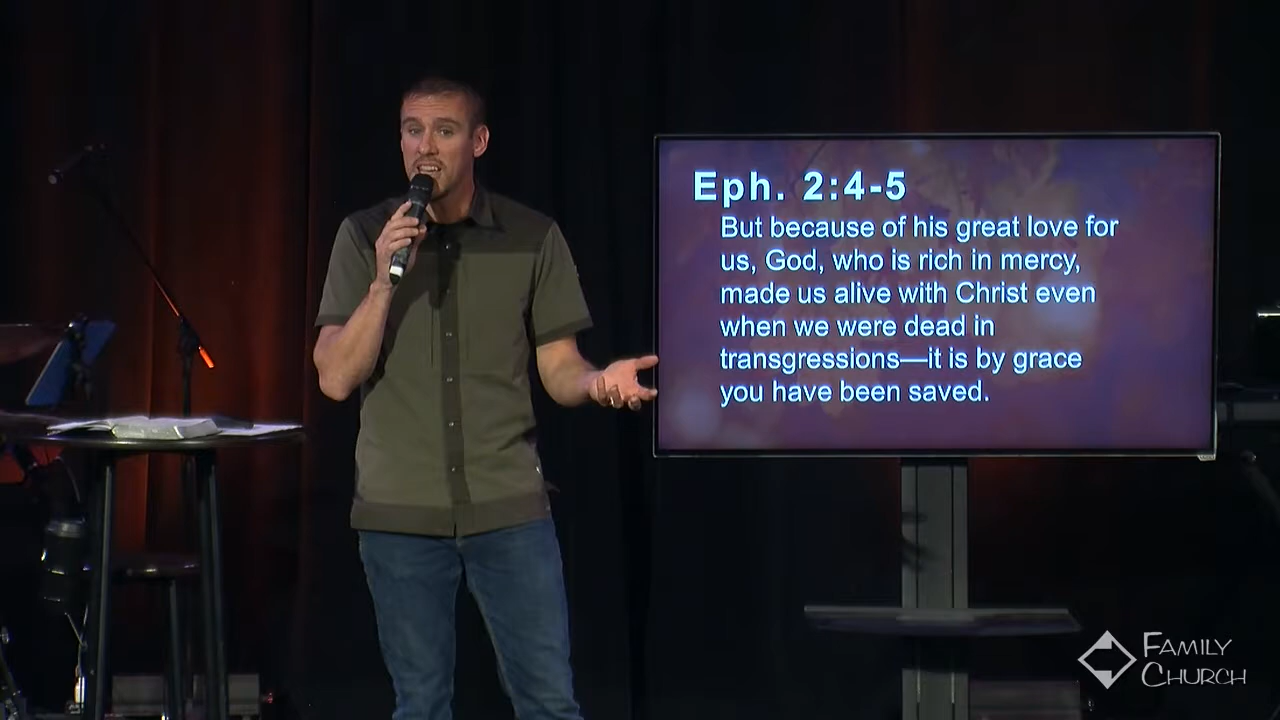 Eph. 2:4-5
But because of his great love for
us, God, who is rich in mercy,
made us alive with Christ even
when we were dead in
transgressions—it is by grace
you have been saved.
FAMILY
CHURCH